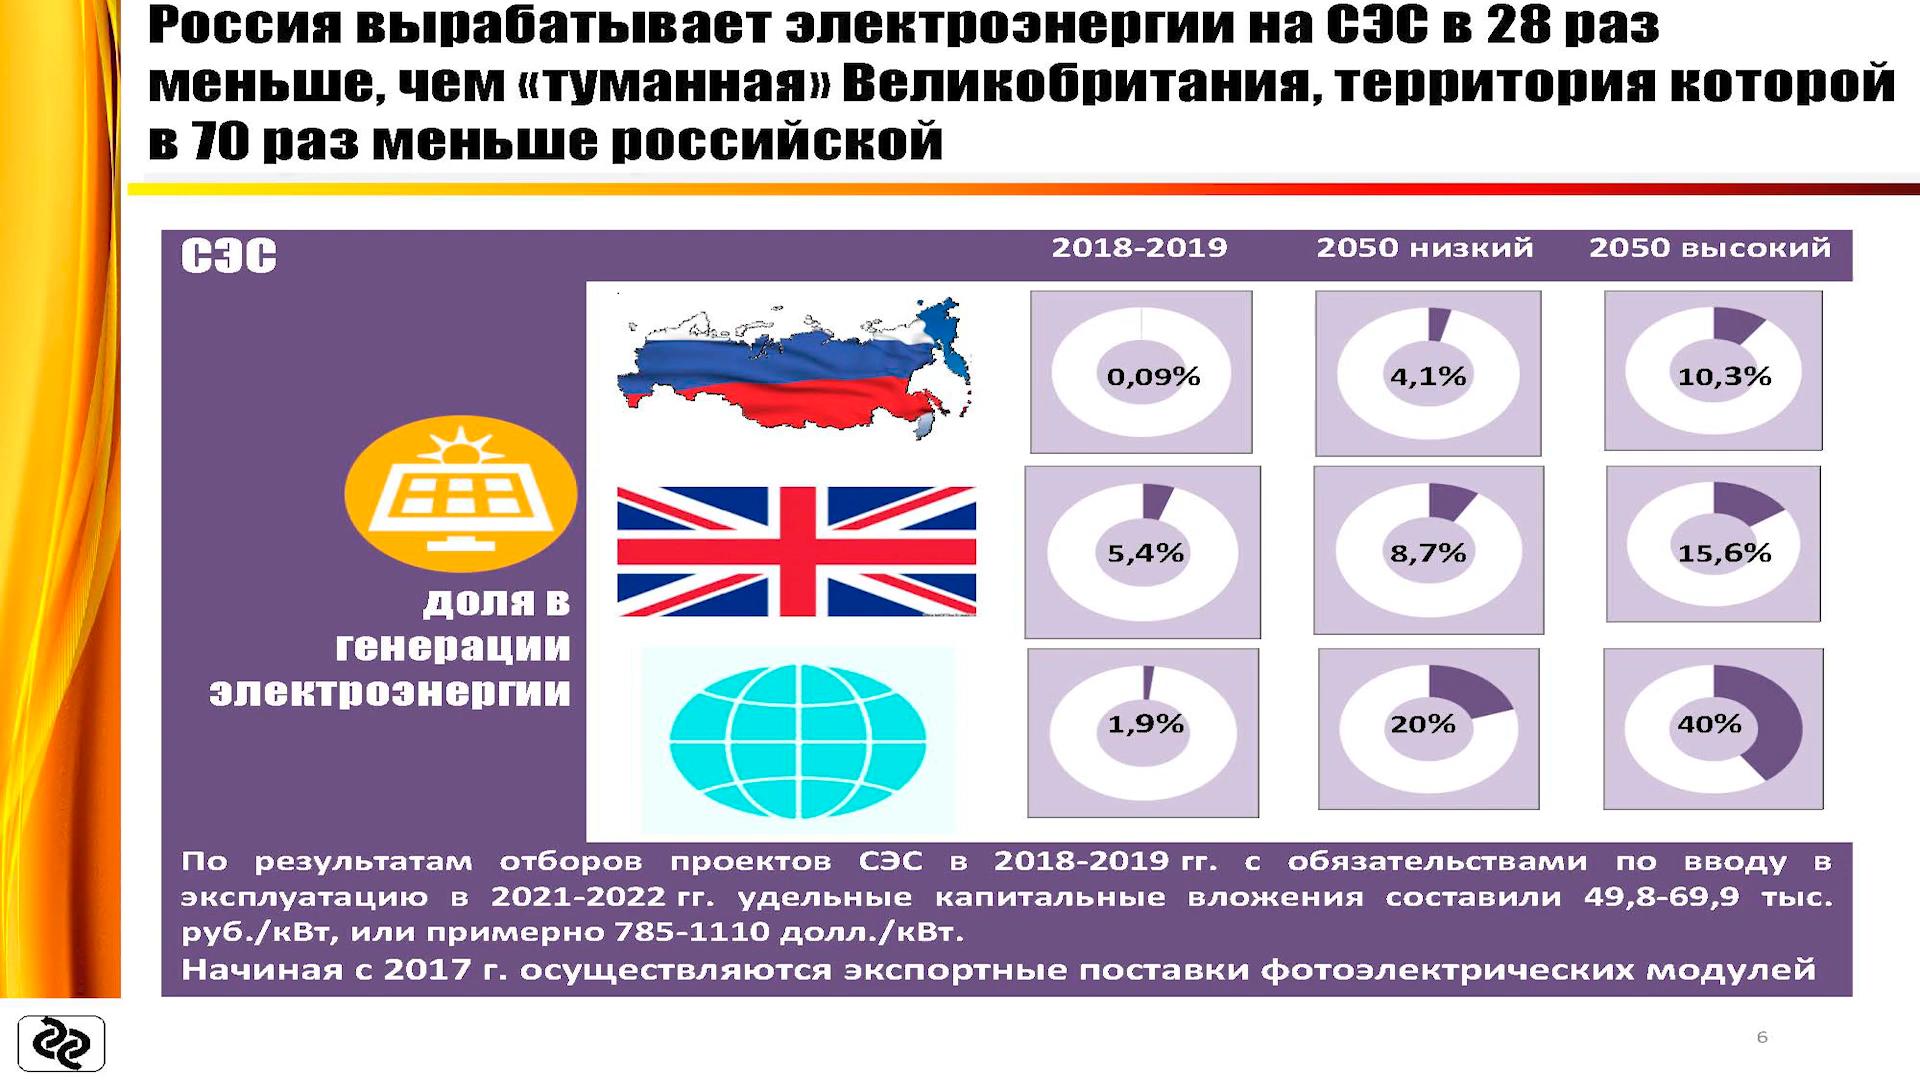 Россия вырабатывает электроэнергии на СЭС в 28 раз
меньше, чем «туманная» Великобритания, территория которой
в 70 раз меньше российской
СЭС
2018-2019
2050 низкий
2050 высокий
0,09%
4,1%
10,3%
5,4%
8,7%
15,6%
1,9%
20%
40%
доля в
генерации
электроэнергии
По результатам отборов проектов СЭС в 2018-2019 гг. с обязательствами по вводу в
эксплуатацию в 2021-2022 гг. удельные капитальные вложения составили 49,8-69,9 тыс.
руб./кВт, или примерно 785-1110 долл./кВт.
Начиная с 2017 г. осуществляются экспортные поставки фотоэлектрических модулей
6